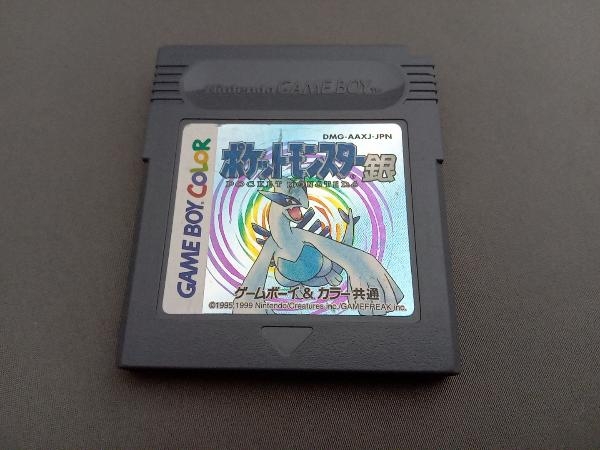 Nintendo GAME BOY™
DMG-AAXJ-JPN
ポケットモンスター銀
POCKET MONSTERS
GAME BOY COLOR
ゲームボーイ&カラー共通
©1995,1999 Nintendo/Creatures inc./GAMEFREAK inc.